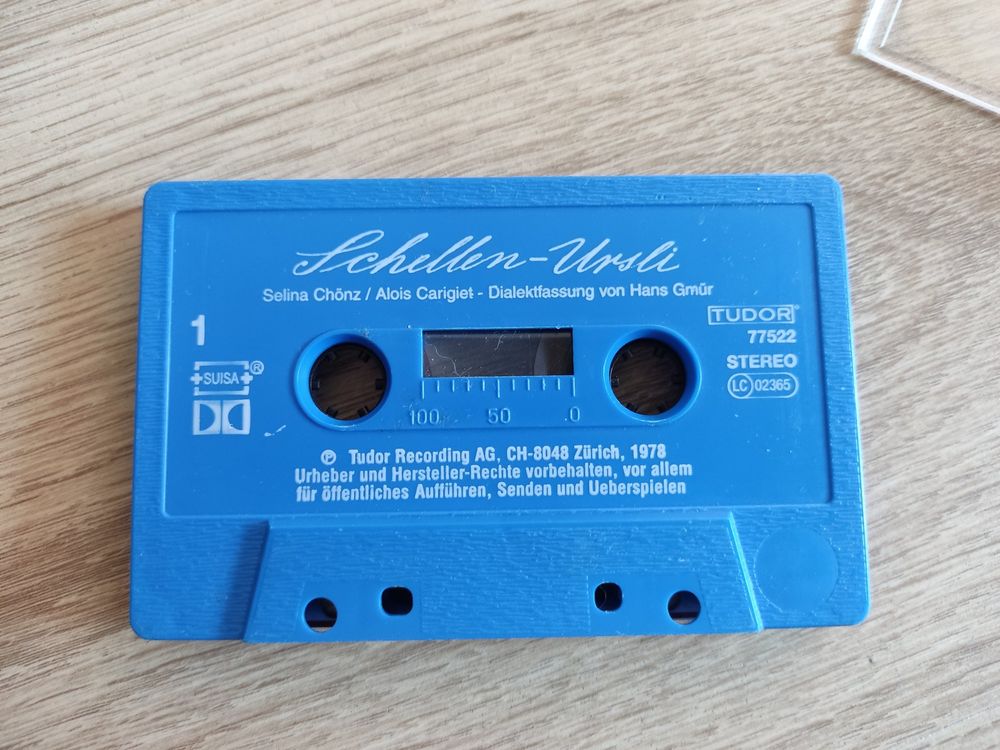 Schellen-Ursli
Selina Chönz / Alois Carigiet - Dialektfassung von Hans Gmür
1
TUDOR
77522
STEREO
LC 02365
SUISA ®
100 50 0
Ⓟ Tudor Recording AG, CH-8048 Zürich, 1978
Urheber und Hersteller-Rechte vorbehalten, vor allem
für öffentliches Aufführen, Senden und Ueberspielen